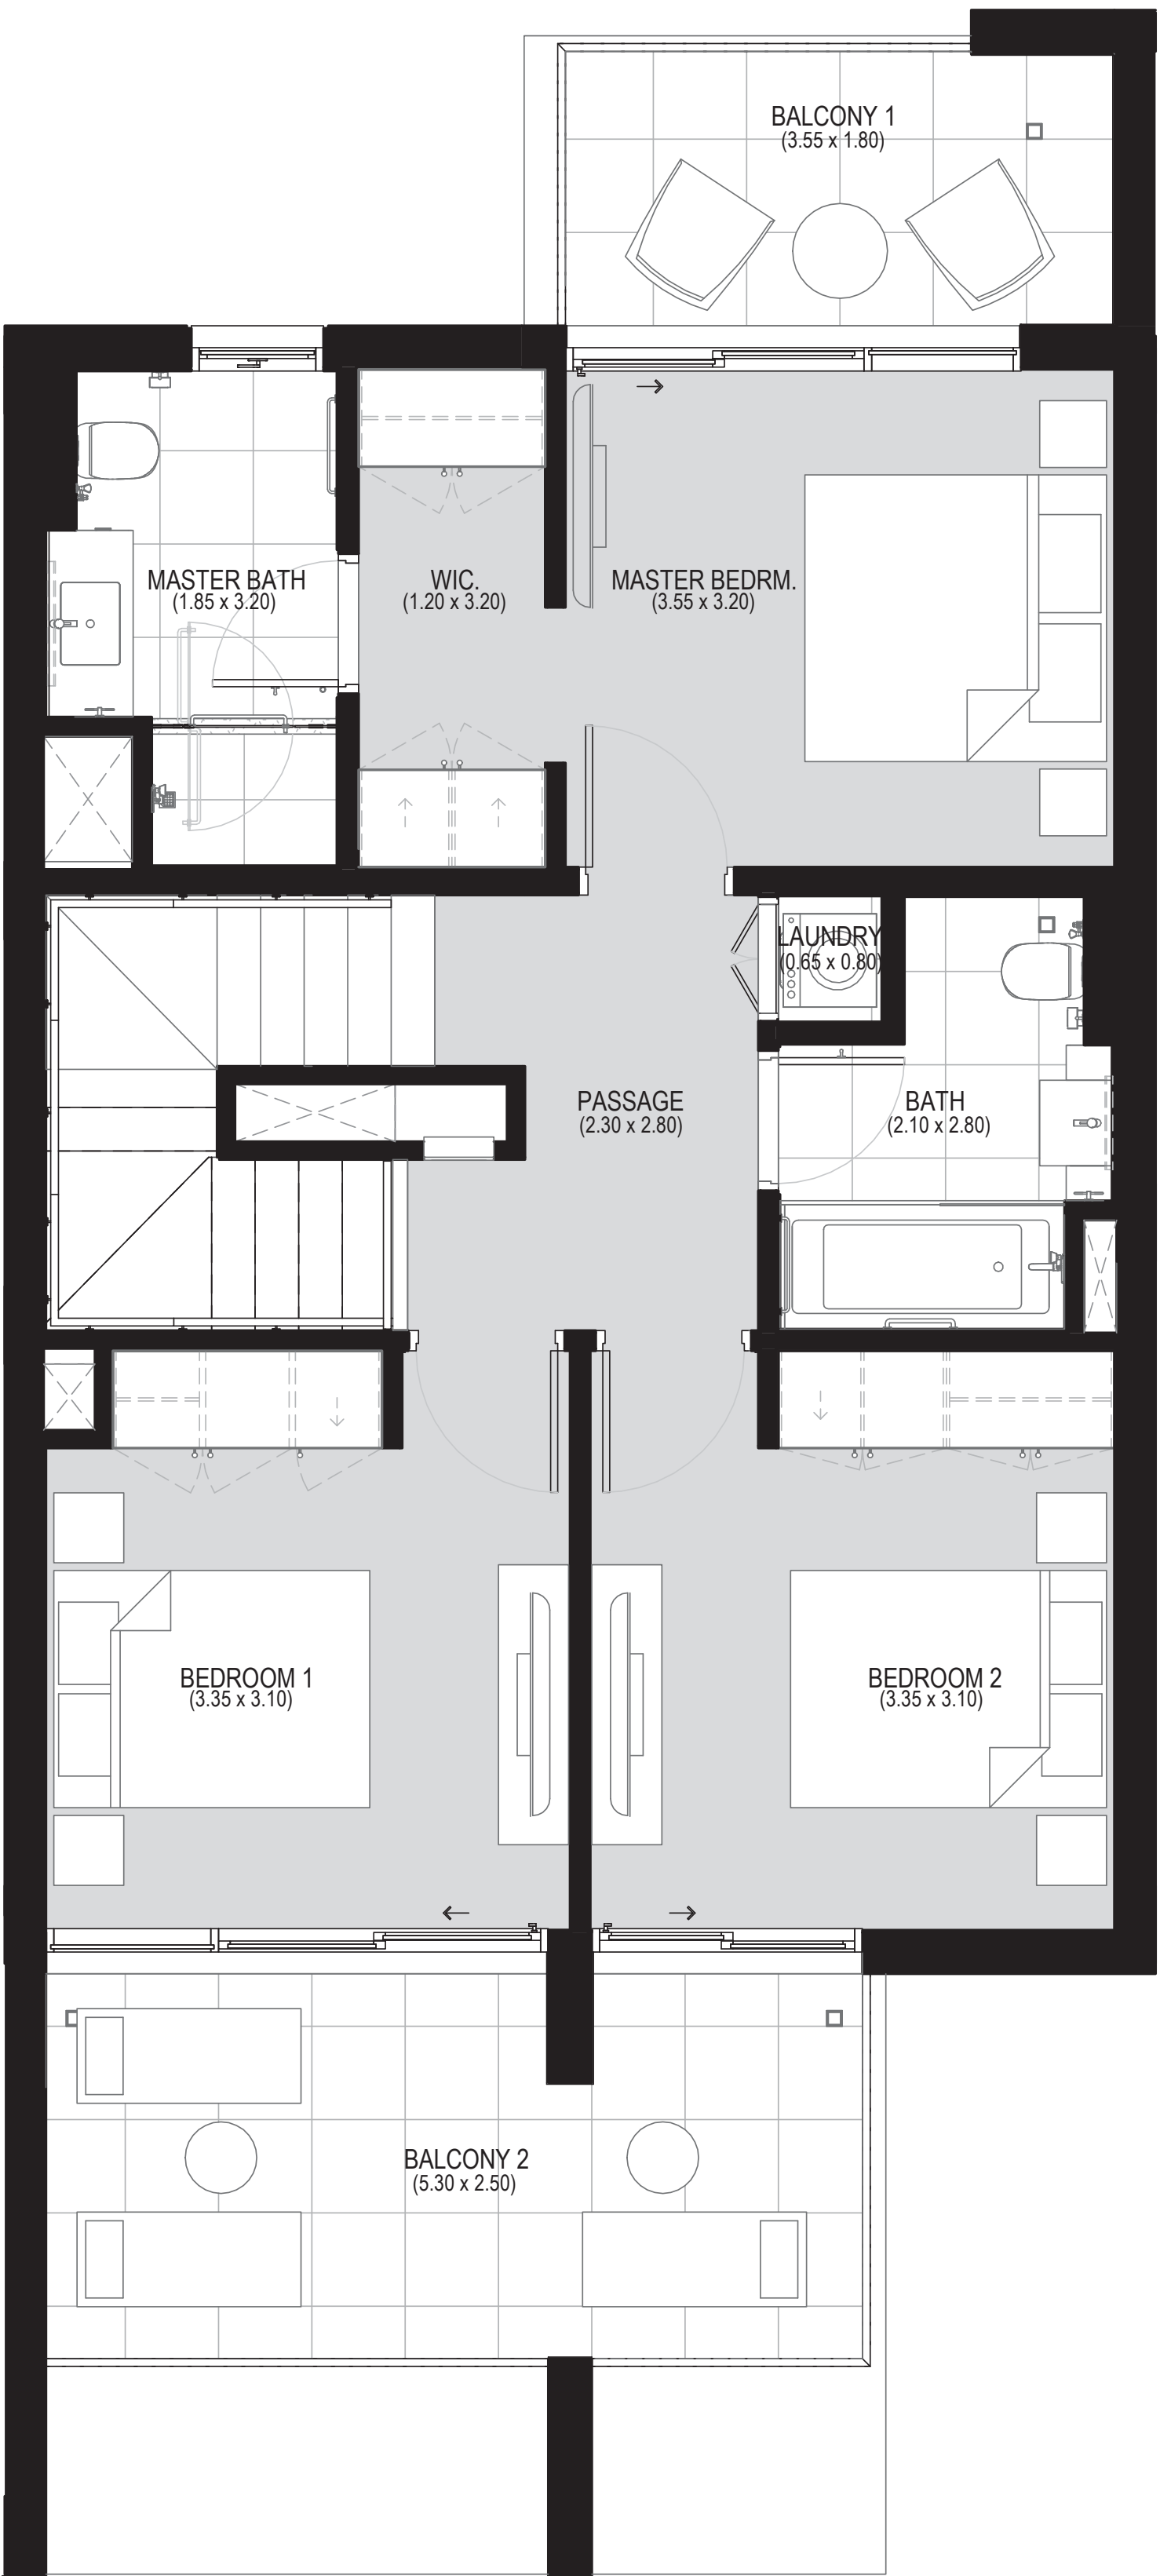 BALCONY 1
(3.55 x 1.80)
MASTER BATH
(1.85 x 3.20)
WIC.
(1.20 x 3.20)
MASTER BEDRM.
(3.55 x 3.20)
LAUNDRY
(0.65 x 0.80)
PASSAGE
(2.30 x 2.80)
BATH
(2.10 x 2.80)
BEDROOM 1
(3.35 x 3.10)
BEDROOM 2
(3.35 x 3.10)
BALCONY 2
(5.30 x 2.50)